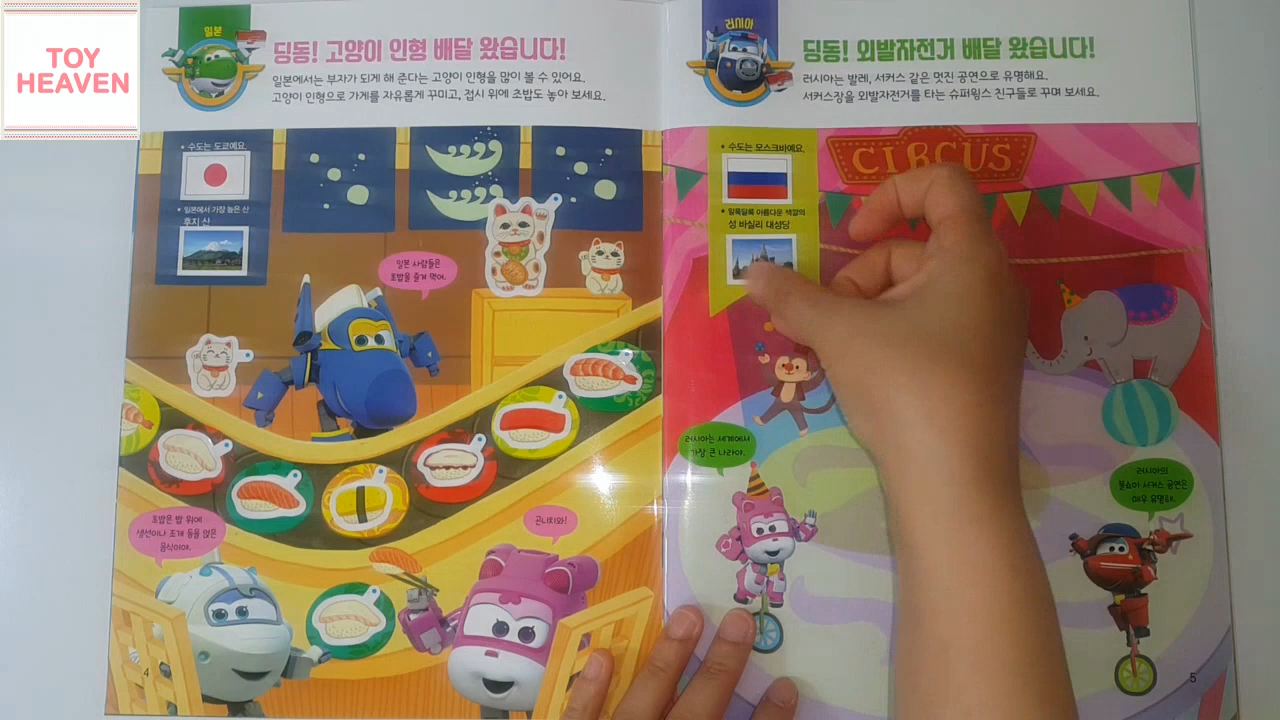 TOY
HEAVEN
일본
딩동! 고양이 인형 배달 왔습니다!
일본에서는 부자가 되게 해 준다는 고양이 인형을 많이 볼 수 있어요.
고양이 인형으로 가게를 자유롭게 꾸미고, 접시 위에 초밥도 놓아 보세요.
• 수도는 도쿄예요.
• 일본에서 가장 높은 산
후지 산
일본 사람들은
초밥을 즐겨 먹어.
초밥은 밥 위에
생선이나 조개 등을 얹은
음식이야.
곤니치와!
4
러시아
딩동! 외발자전거 배달 왔습니다!
러시아는 발레, 서커스 같은 멋진 공연으로 유명해요.
서커스장을 외발자전거를 타는 슈퍼윙스 친구들로 꾸며 보세요.
• 수도는 모스크바예요.
• 알록달록 아름다운 색깔의
성 바실리 대성당
CIRCUS
러시아는 세계에서
가장 큰 나라야.
러시아의
볼쇼이 서커스 공연은
매우 유명해.
5